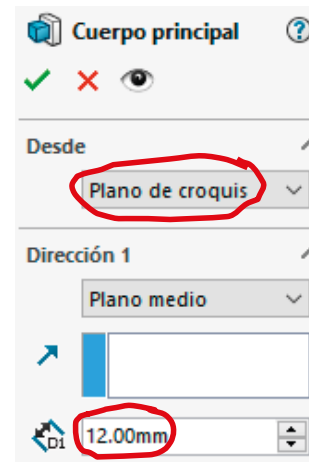 Cuerpo principal ?
Desde
Plano de croquis
Dirección 1
Plano medio
D1 12.00mm